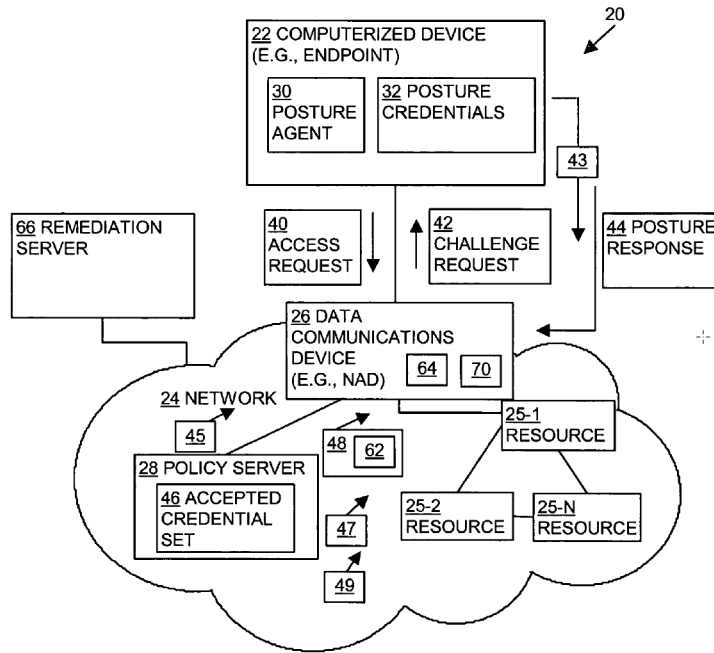 20
22 COMPUTERIZED DEVICE
(E.G., ENDPOINT)
30
POSTURE
AGENT
32 POSTURE
CREDENTIALS
43
66 REMEDIATION
SERVER
40
ACCESS
REQUEST
42
CHALLENGE
REQUEST
44 POSTURE
RESPONSE
26 DATA
COMMUNICATIONS
DEVICE
(E.G., NAD)
64
70
24 NETWORK
45
48
62
25-1
RESOURCE
28 POLICY SERVER
46 ACCEPTED
CREDENTIAL
SET
47
49
25-2
RESOURCE
25-N
RESOURCE